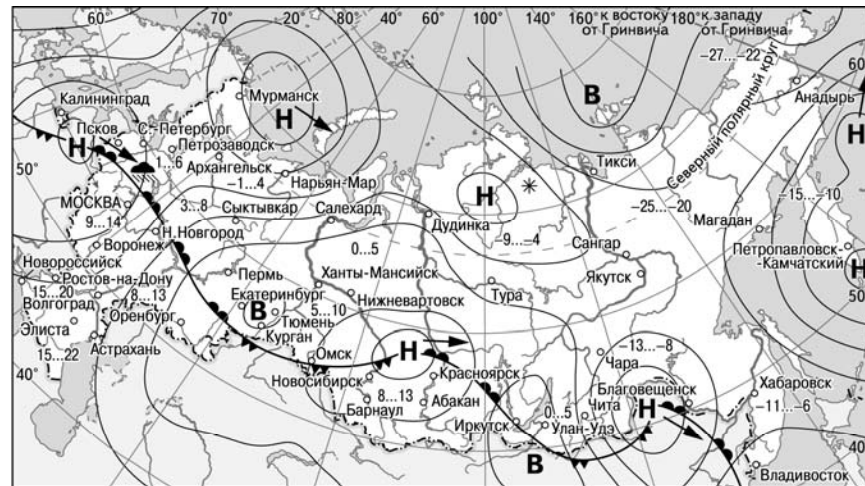 20° 40° 60° 100° 140° 160° к востоку 180° к западу
от Гринвича от Гринвича
−27...−22
Северный полярный круг
60°
В
Анадырь
Мурманск
Калининград
Н
Н
Псков С.-Петербург
Петрозаводск
Н
1...6
Архангельск
50°
−1...4
Нарьян-Мар
Тикси
Н
−15...−10
МОСКВА
3...8
Сыктывкар
Салехард
Дудинка
−25...−20
Магадан
9...14
Н.Новгород
−9...−4
Сангар
Воронеж
0...5
Петропавловск-
Камчатский
Новороссийск
Ростов-на-Дону
Пермь
Ханты-Мансийск
Якутск
Н
15...20
8...13
Екатеринбург
Тура
50°
Волгоград
5...10
Нижневартовск
Оренбург
В
Тюмень
−13...−8
Элиста
Курган
15...22
Астрахань
Омск
Н
Чара
Красноярск
Благовещенск
Хабаровск
40°
Новосибирск
8...13
0...5
Чита
Н
−11...−6
Барнаул
Абакан
Иркутск
Улан-Удэ
40°
В
Владивосток